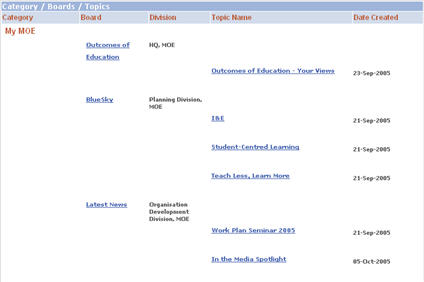 Category / Boards / Topics
Category Board Division Topic Name Date Created
My MOE
Outcomes of Education HQ, MOE
Outcomes of Education - Your Views 23-Sep-2005
BlueSky Planning Division, MOE
I&E 21-Sep-2005
Student-Centred Learning 21-Sep-2005
Teach Less, Learn More 21-Sep-2005
Latest News Organisation Development Division, MOE
Work Plan Seminar 2005 21-Sep-2005
In the Media Spotlight 05-Oct-2005